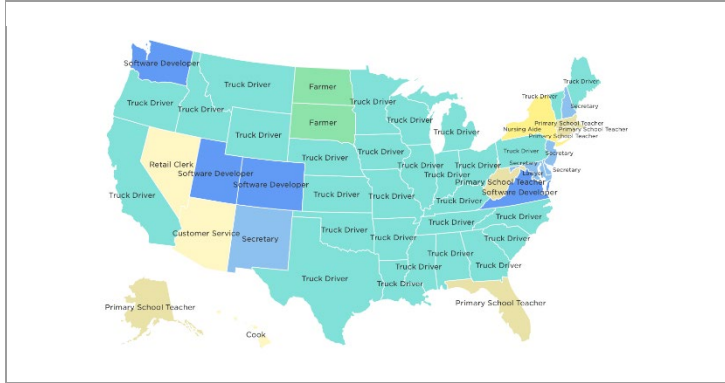 Software Developer
Truck Driver
Farmer
Truck Driver
Truck Driver
Truck Driver
Secretary
Truck Driver
Truck Driver
Truck Driver
Truck Driver
Truck Driver
Farmer
Primary School Teacher
Nursing Aide
Primary School Teacher
Primary School Teacher
Truck Driver
Truck Driver
Truck Driver
Secretary
Retail Clerk
Truck Driver
Truck Driver
Truck Driver
Truck Driver
Truck Driver
Secretary
Secretary
Software Developer
Lawyer
Software Developer
Primary School Teacher
Truck Driver
Truck Driver
Truck Driver
Truck Driver
Software Developer
Truck Driver
Truck Driver
Customer Service
Secretary
Truck Driver
Truck Driver
Truck Driver
Truck Driver
Truck Driver
Truck Driver
Truck Driver
Truck Driver
Truck Driver
Primary School Teacher
Primary School Teacher
Cook